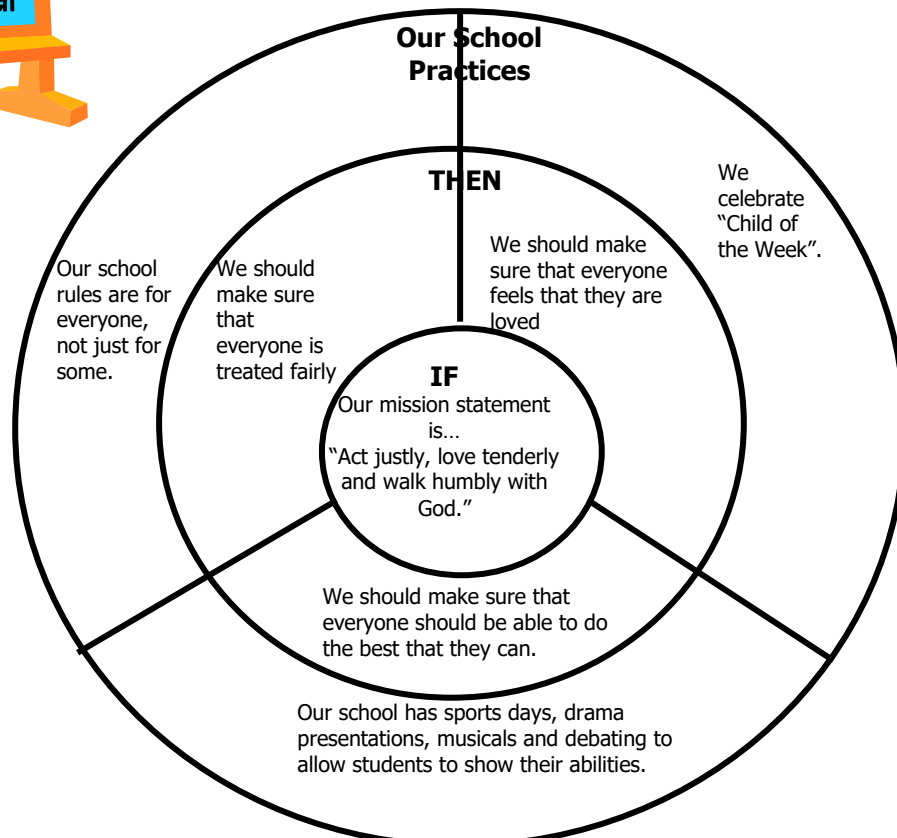 Our School
Practices
THEN
We
celebrate
“Child of
the Week”.
We should make
sure that everyone
feels that they are
loved
Our school
rules are for
everyone,
not just for
some.
We should
make sure
that
everyone is
treated fairly
IF
Our mission statement
is…
“Act justly, love tenderly
and walk humbly with
God.”
We should make sure that
everyone should be able to do
the best that they can.
Our school has sports days, drama
presentations, musicals and debating to
allow students to show their abilities.